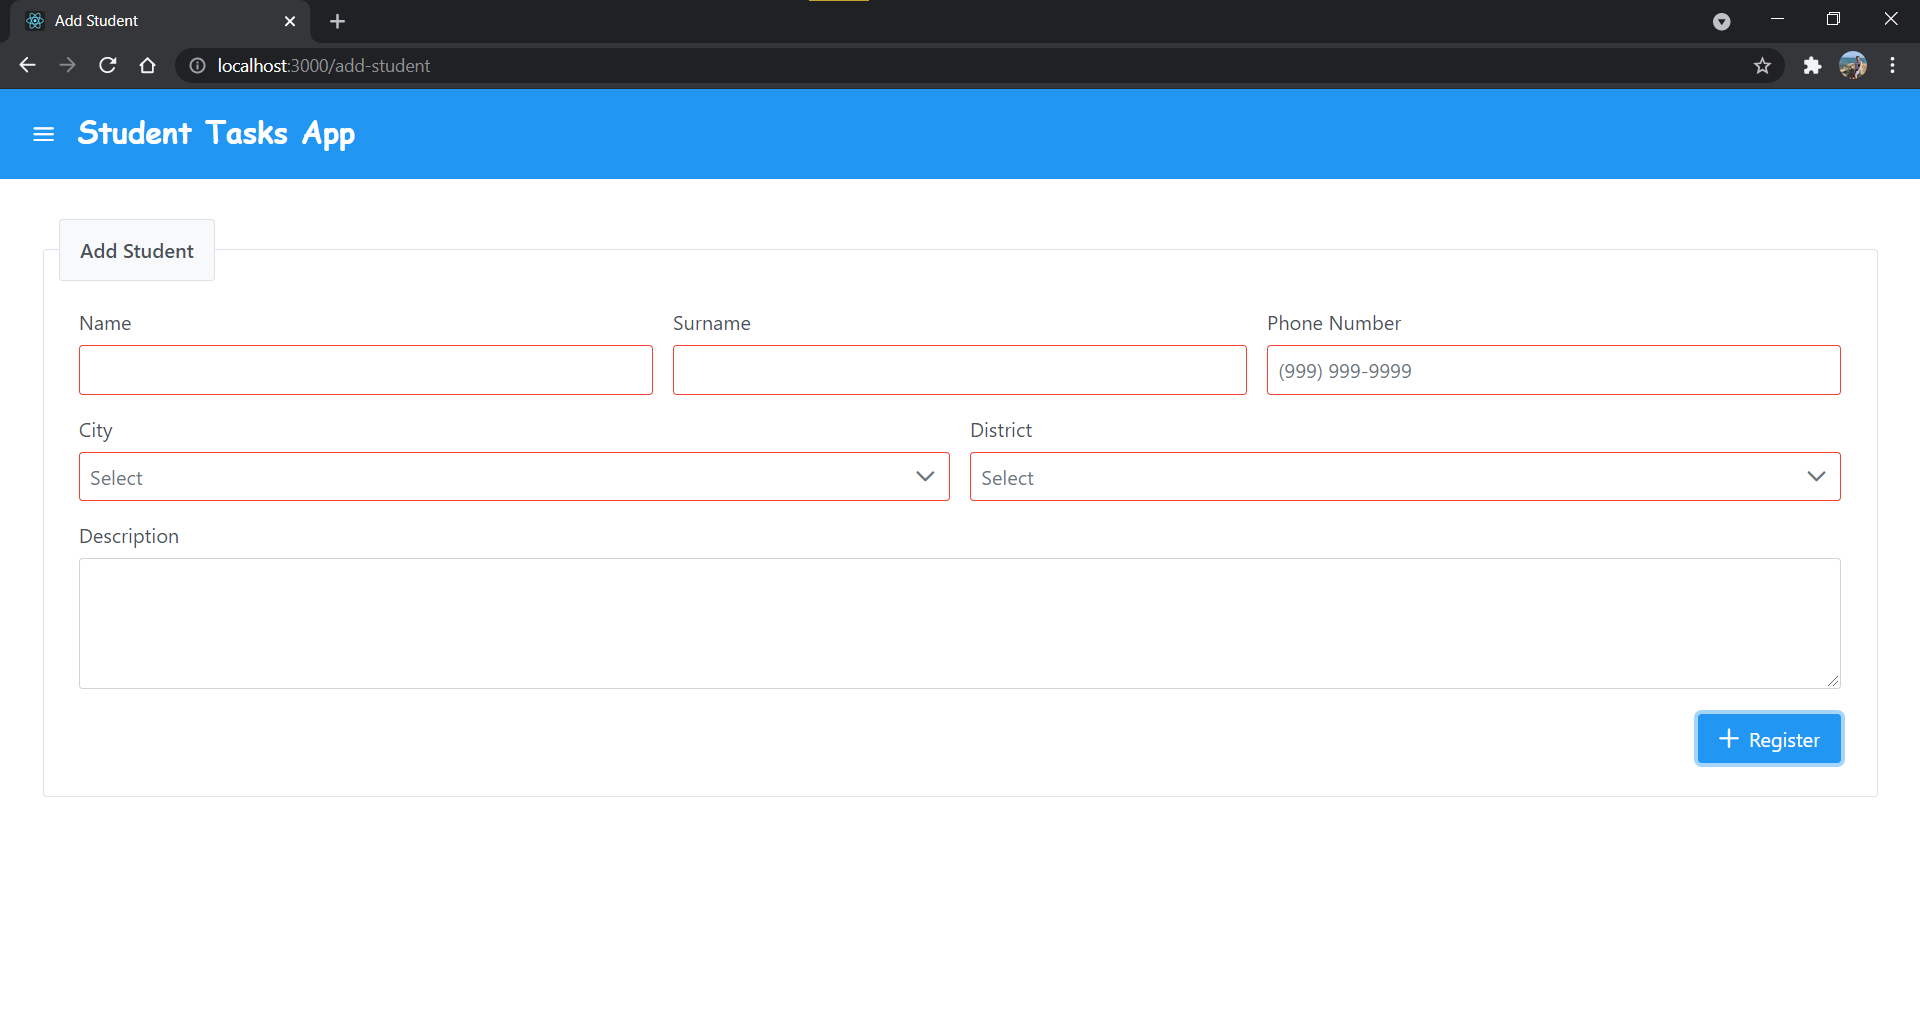 Add Student
localhost:3000/add-student
Student Tasks App
Add Student
Name Surname Phone Number
(999) 999-9999
City District
Select Select
Description
Register